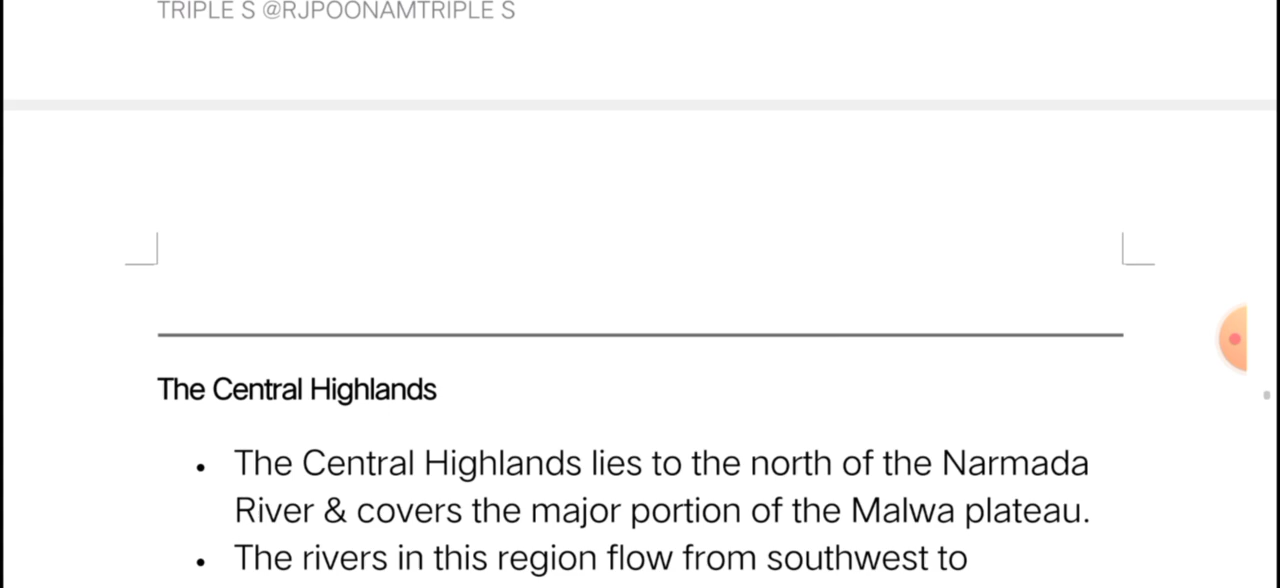 TRIPLE S @RJPOONAMTRIPLE S
The Central Highlands
• The Central Highlands lies to the north of the Narmada
River & covers the major portion of the Malwa plateau.
• The rivers in this region flow from southwest to